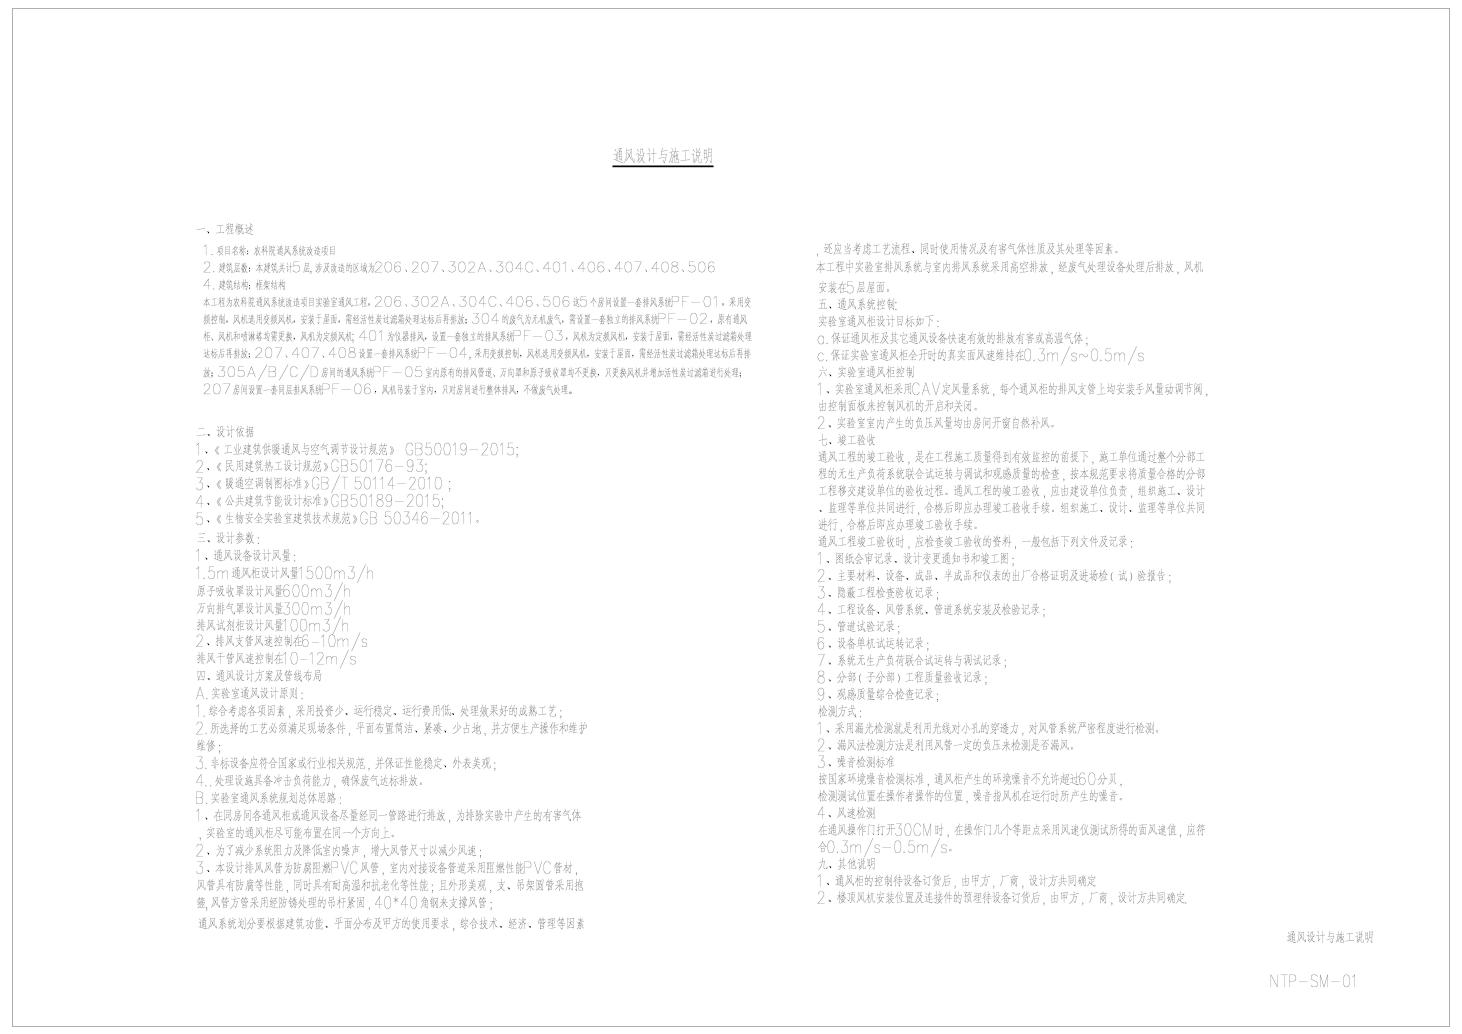 通风设计与施工说明
一、工程概述
1.项目名称：农科院通风系统改造项目
2.建筑层数：本建筑共计5层,涉及改造的区域为206、207、302A、304C、401、406、407、408、506
4.建筑结构：框架结构
本工程为农科院通风系统改造项目实验室通风工程。206、302A、304C、406、506这5个房间设置一套排风系统PF-01，采用变
频控制，风机选用变频风机，安装于屋面，需经活性炭过滤箱处理达标后再排放；304的废气为无机废气，需设置一套独立的排风系统PF-02，原有通风
柜、风机和喷淋塔均需更换，风机为定频风机；401为仪器排风，设置一套独立的排风系统PF-03，风机为定频风机，安装于屋面，需经活性炭过滤箱处理
达标后再排放；207、407、408设置一套排风系统PF-04,采用变频控制，风机选用变频风机，安装于屋面，需经活性炭过滤箱处理达标后再排
放；305A/B/C/D房间的通风系统PF-05室内原有的排风管道、万向罩和原子吸收罩均不更换，只更换风机并增加活性炭过滤箱进行处理；
207房间设置一套同层排风系统PF-06，风机吊装于室内，只对房间进行整体排风，不做废气处理。
二、设计依据
1、《工业建筑供暖通风与空气调节设计规范》 GB50019-2015;
2、《民用建筑热工设计规范》GB50176-93;
3、《暖通空调制图标准》GB/T 50114-2010 ;
4、《公共建筑节能设计标准》GB50189-2015;
5、《生物安全实验室建筑技术规范》GB 50346-2011。
三、设计参数:
1、通风设备设计风量:
1.5m通风柜设计风量1500m3/h
原子吸收罩设计风量600m3/h
万向排气罩设计风量300m3/h
排风试剂柜设计风量100m3/h
2、排风支管风速控制在6-10m/s
排风干管风速控制在10-12m/s
四、通风设计方案及管线布局
A.实验室通风设计原则:
1.综合考虑各项因素,采用投资少、运行稳定、运行费用低、处理效果好的成熟工艺;
2.所选择的工艺必须满足现场条件,平面布置简洁、紧凑、少占地,并方便生产操作和维护
维修;
3.非标设备应符合国家或行业相关规范,并保证性能稳定、外表美观;
4..处理设施具备冲击负荷能力,确保废气达标排放。
B.实验室通风系统规划总体思路:
1、在同房间各通风柜或通风设备尽量经同一管路进行排放,为排除实验中产生的有害气体
,实验室的通风柜尽可能布置在同一个方向上。
2、为了减少系统阻力及降低室内噪声,增大风管尺寸以减少风速;
3、本设计排风风管为防腐阻燃PVC风管,室内对接设备管道采用阻燃性能PVC管材,
风管具有防腐等性能,同时具有耐高温和抗老化等性能;且外形美观,支、吊架圆管采用抱
箍,风管方管采用经防锈处理的吊杆紧固,40*40角钢来支撑风管;
通风系统划分要根据建筑功能、平面分布及甲方的使用要求,综合技术、经济、管理等因素
,还应当考虑工艺流程、同时使用情况及有害气体性质及其处理等因素。
本工程中实验室排风系统与室内排风系统采用高空排放,经废气处理设备处理后排放,风机
安装在5层屋面。
五、通风系统控制:
实验室通风柜设计目标如下:
a.保证通风柜及其它通风设备快速有效的排放有害或高温气体;
c.保证实验室通风柜全开时的真实面风速维持在0.3m/s~0.5m/s
六、实验室通风柜控制
1、实验室通风柜采用CAV定风量系统,每个通风柜的排风支管上均安装手风量动调节阀,
由控制面板来控制风机的开启和关闭。
2、实验室室内产生的负压风量均由房间开窗自然补风。
七、竣工验收
通风工程的竣工验收,是在工程施工质量得到有效监控的前提下,施工单位通过整个分部工
程的无生产负荷系统联合试运转与调试和观感质量的检查,按本规范要求将质量合格的分部
工程移交建设单位的验收过程。通风工程的竣工验收,应由建设单位负责,组织施工、设计
、监理等单位共同进行,合格后即应办理竣工验收手续。组织施工、设计、监理等单位共同
进行,合格后即应办理竣工验收手续。
通风工程竣工验收时,应检查竣工验收的资料,一般包括下列文件及记录:
1、图纸会审记录、设计变更通知书和竣工图;
2、主要材料、设备、成品、半成品和仪表的出厂合格证明及进场检(试)验报告;
3、隐蔽工程检查验收记录;
4、工程设备、风管系统、管道系统安装及检验记录;
5、管道试验记录;
6、设备单机试运转记录;
7、系统无生产负荷联合试运转与调试记录;
8、分部(子分部)工程质量验收记录;
9、观感质量综合检查记录;
检测方式:
1、采用漏光检测就是利用光线对小孔的穿透力,对风管系统严密程度进行检测。
2、漏风法检测方法是利用风管一定的负压来检测是否漏风。
3、噪音检测标准
按国家环境噪音检测标准,通风柜产生的环境噪音不允许超过60分贝,
检测测试位置在操作者操作的位置,噪音指风机在运行时所产生的噪音。
4、风速检测
在通风操作门打开30CM时,在操作门几个等距点采用风速仪测试所得的面风速值,应符
合0.3m/s-0.5m/s。
九、其他说明
1、通风柜的控制待设备订货后,由甲方,厂商,设计方共同确定
2、楼顶风机安装位置及连接件的预埋待设备订货后,由甲方,厂商,设计方共同确定.
通风设计与施工说明
NTP-SM-01